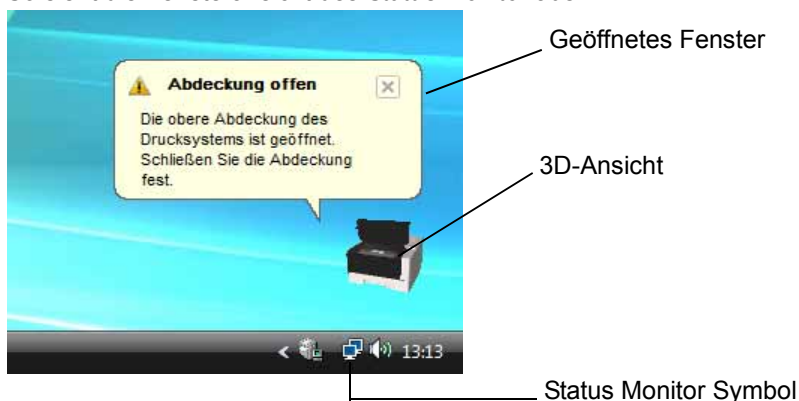 Geöffnetes Fenster
Abdeckung offen
Die obere Abdeckung des
Drucksystems ist geöffnet.
Schließen Sie die Abdeckung
fest.
3D-Ansicht
< 13:13
Status Monitor Symbol